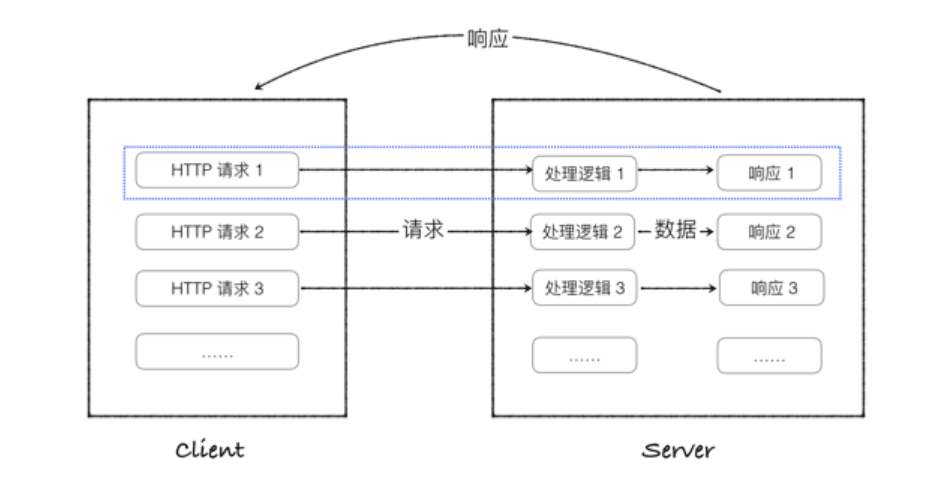 响应
HTTP 请求 1
处理逻辑 1
响应 1
HTTP 请求 2
请求
处理逻辑 2
数据
响应 2
HTTP 请求 3
处理逻辑 3
响应 3
……
……
……
Client
Server